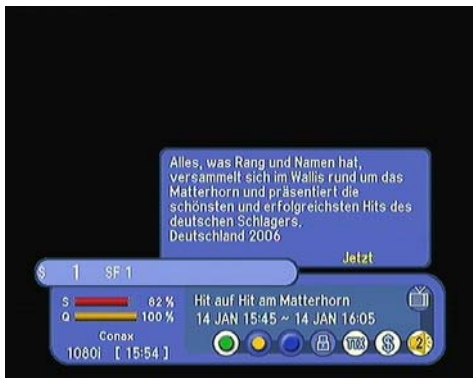 Alles, was Rang und Namen hat,
versammelt sich im Wallis rund um das
Matterhorn und präsentiert die
schönsten und erfolgreichsten Hits des
deutschen Schlagers.
Deutschland 2006
Jetzt
$ 1 SF 1
S 82 %
Q 100 %
Conax
1080i [ 15:54 ]
Hit auf Hit am Matterhorn
14 JAN 15:45 ~ 14 JAN 16:05
TTX $ 2